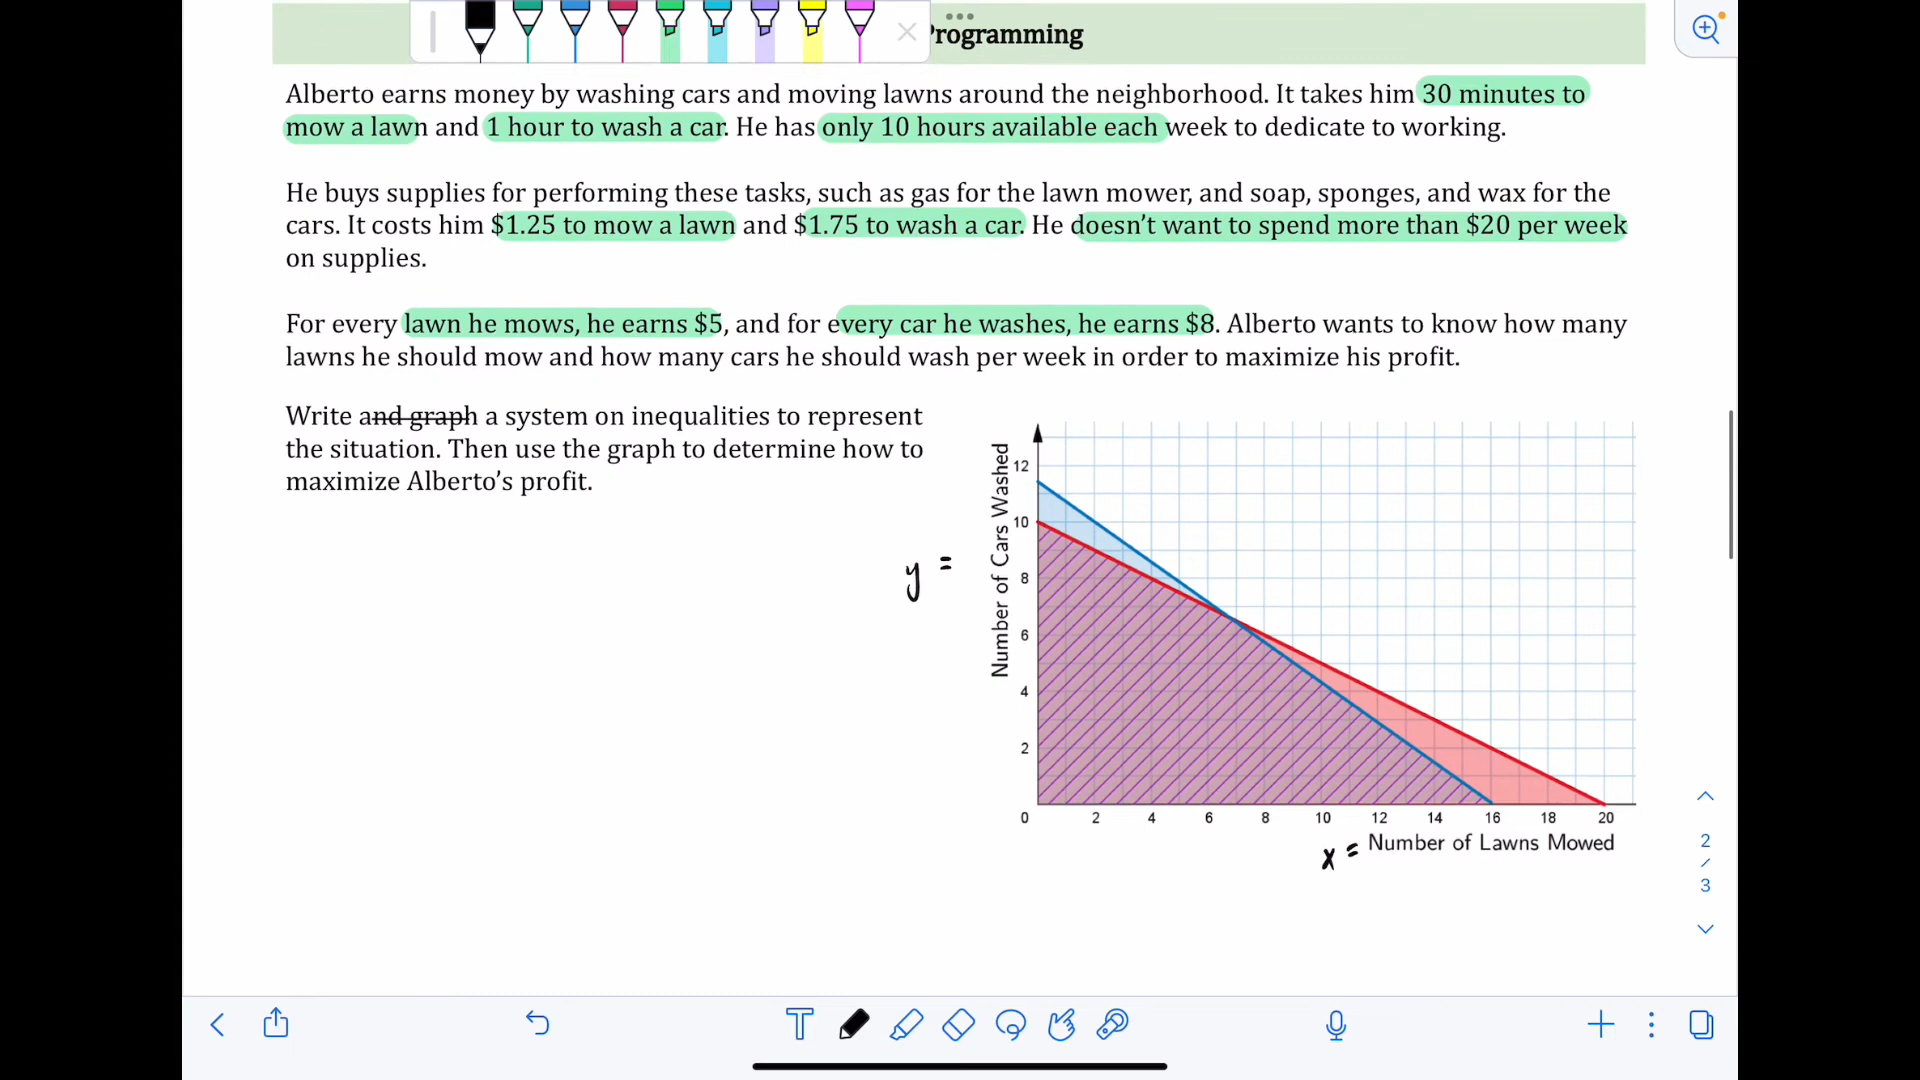 Programming
Alberto earns money by washing cars and moving lawns around the neighborhood. It takes him 30 minutes to
mow a lawn and 1 hour to wash a car. He has only 10 hours available each week to dedicate to working.
He buys supplies for performing these tasks, such as gas for the lawn mower, and soap, sponges, and wax for the
cars. It costs him $1.25 to mow a lawn and $1.75 to wash a car. He doesn't want to spend more than $20 per week
on supplies.
For every lawn he mows, he earns $5, and for every car he washes, he earns $8. Alberto wants to know how many
lawns he should mow and how many cars he should wash per week in order to maximize his profit.
Write and graph a system on inequalities to represent
the situation. Then use the graph to determine how to
maximize Alberto's profit.
y =
Number of Cars Washed
12
10
8
6
4
2
0 2 4 6 8 10 12 14 16 18 20
x = Number of Lawns Mowed
2
/
3
T